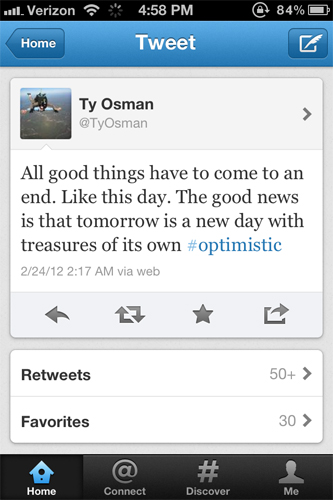 Verizon 4:58 PM 84%
Home Tweet
Ty Osman
@TyOsman
All good things have to come to an
end. Like this day. The good news
is that tomorrow is a new day with
treasures of its own #optimistic
2/24/12 2:17 AM via web
Retweets 50+
Favorites 30
Home Connect Discover Me